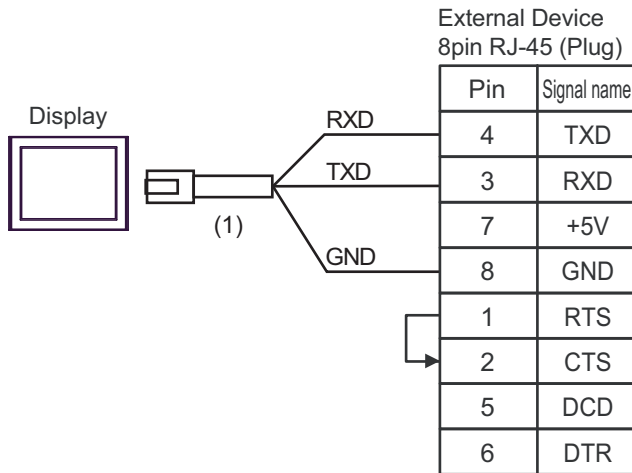 External Device
8pin RJ-45 (Plug)
Display
(1)
RXD
TXD
GND
Pin Signal name
4 TXD
3 RXD
7 +5V
8 GND
1 RTS
2 CTS
5 DCD
6 DTR